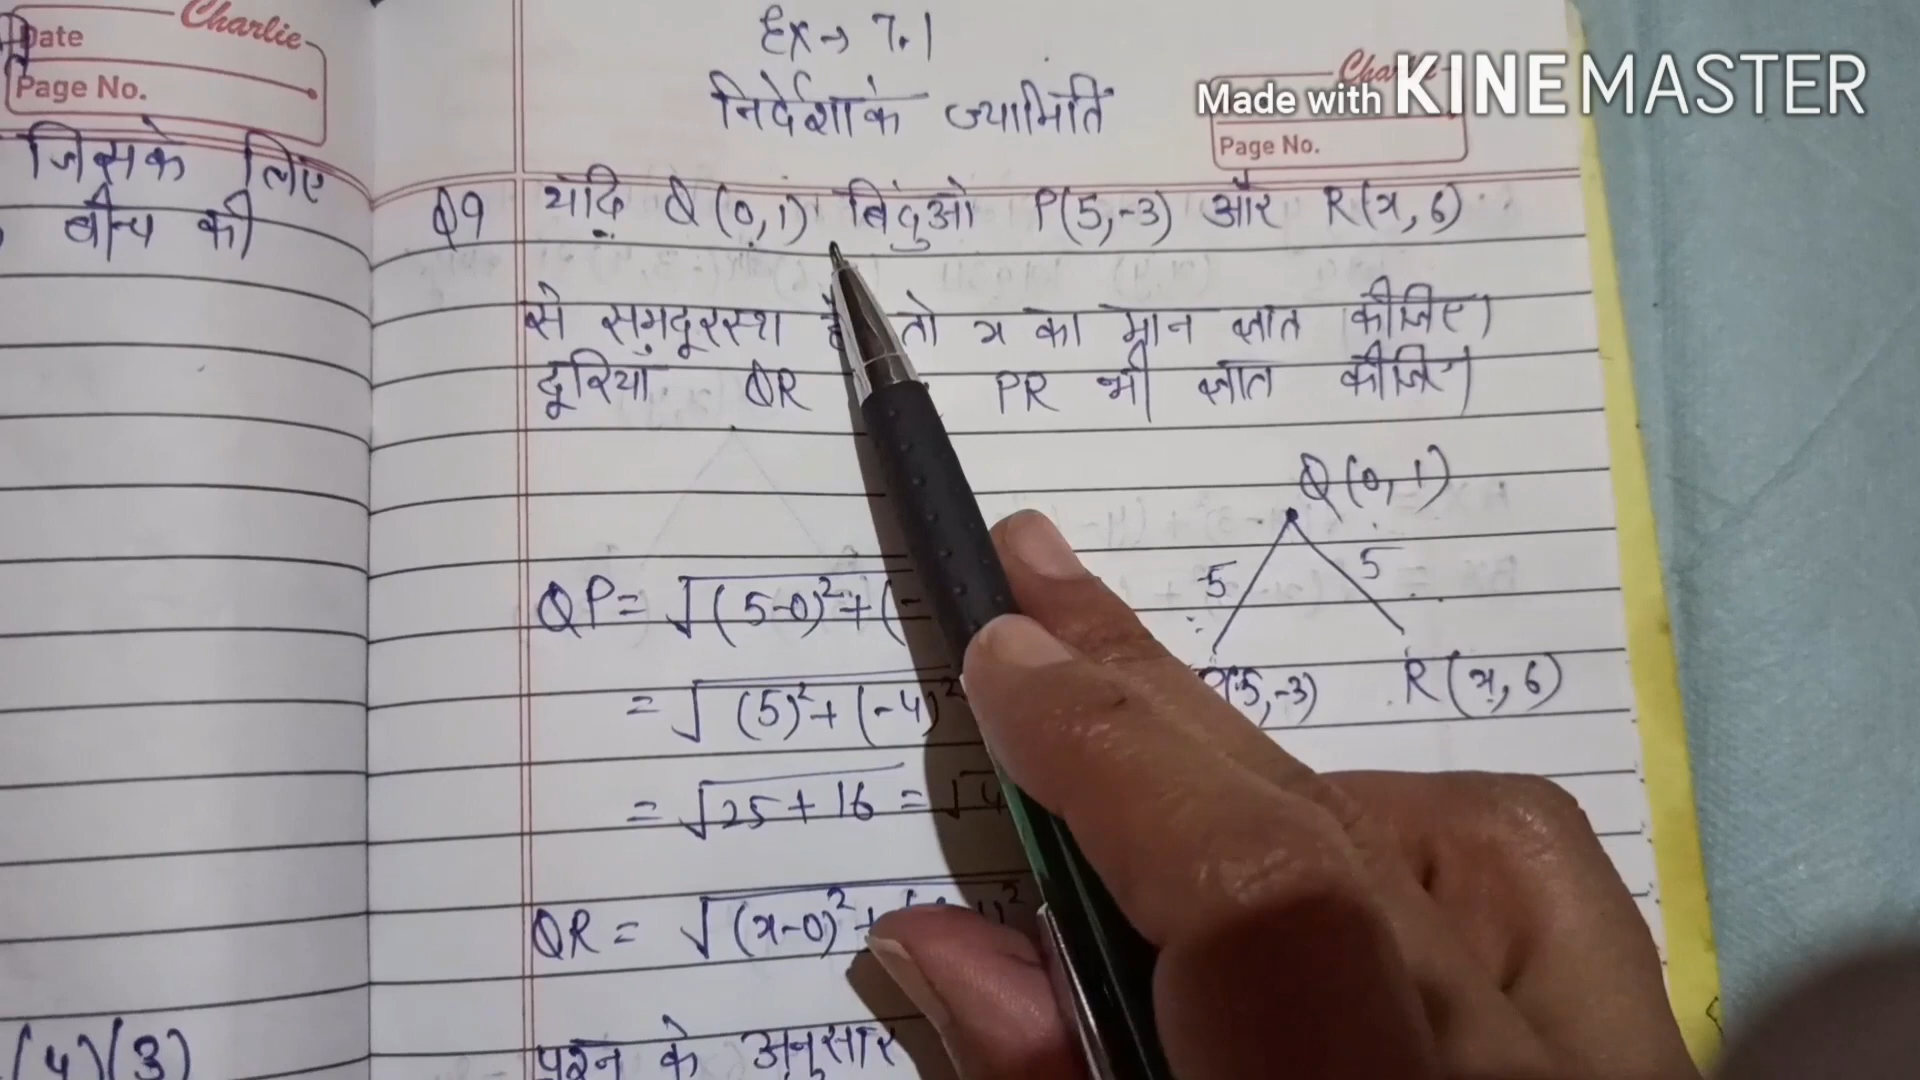 Date
Charlie
Page No.
जिसके लिए
बीच की
(4)(3)
Ex → 7.1
निर्देशांक ज्यामिति
Made with KINEMASTER
Page No.
Q9 यदि Q(0,1) बिंदुओ P(5,-3) और R(x,6)
से समदूरस्थ है तो x का मान ज्ञात कीजिए।
दूरियाँ QR PR भी ज्ञात कीजिए।
Q(0,1)
5 5
P(5,-3) R(x,6)
QP = √(5-0)²+(-
= √(5)²+(-4)²
= √25+16 = √4
QR = √(x-0)²+
प्रश्न के अनुसार